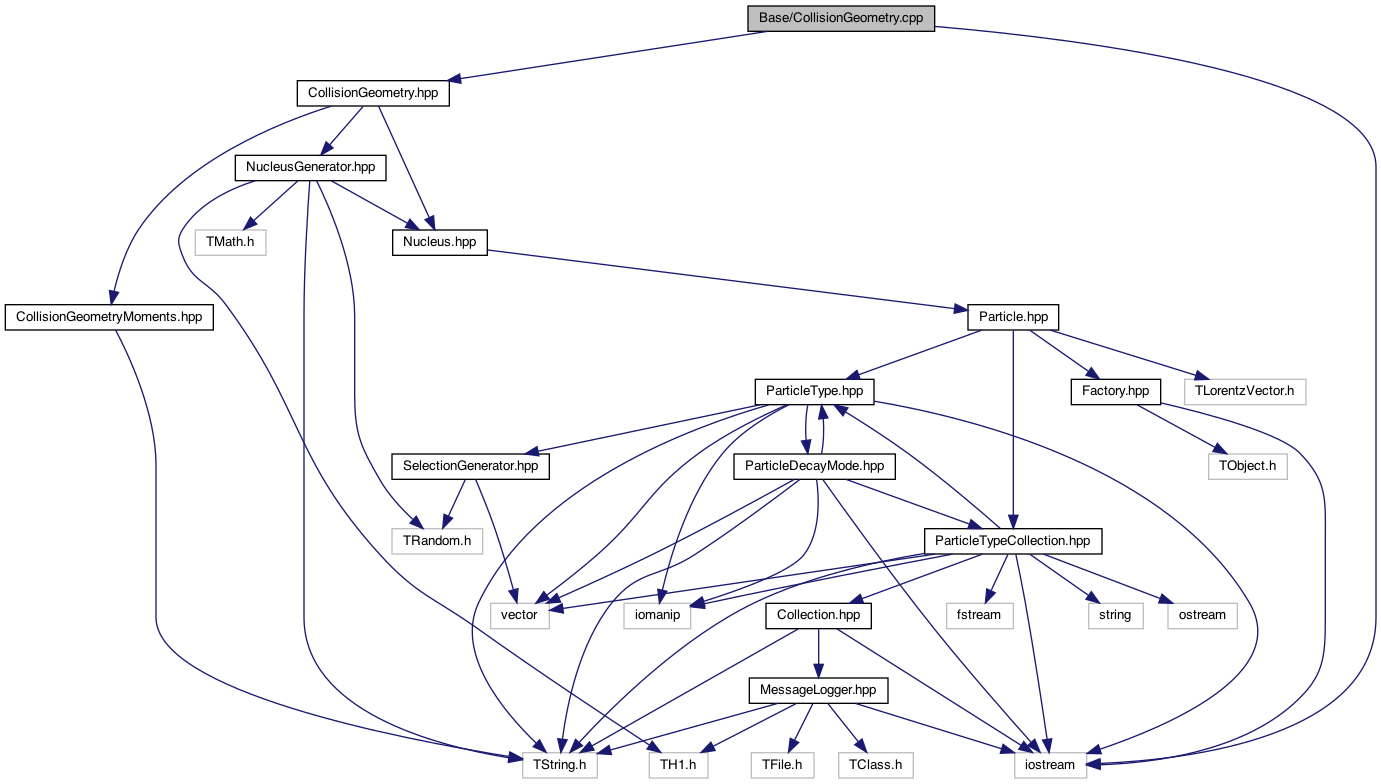 Base/CollisionGeometry.cpp
CollisionGeometry.hpp
NucleusGenerator.hpp
TMath.h
Nucleus.hpp
CollisionGeometryMoments.hpp
Particle.hpp
ParticleType.hpp
Factory.hpp
TLorentzVector.h
SelectionGenerator.hpp
ParticleDecayMode.hpp
TObject.h
TRandom.h
ParticleTypeCollection.hpp
vector
iomanip
Collection.hpp
fstream
string
ostream
MessageLogger.hpp
TString.h
TH1.h
TFile.h
TClass.h
iostream